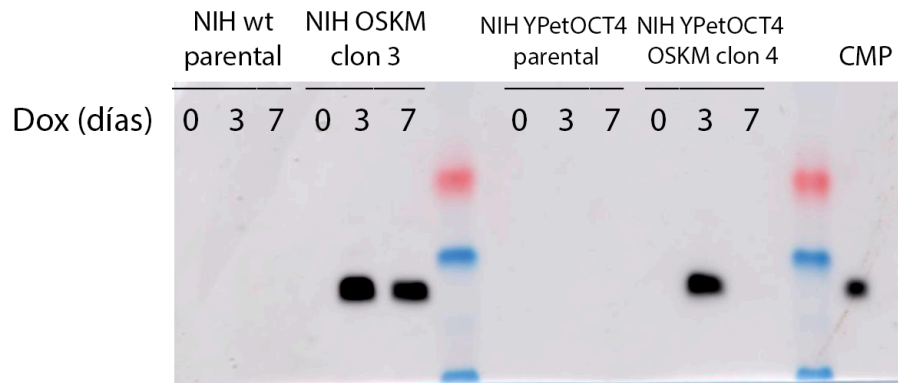 NIH wt parental
NIH OSKM clon 3
NIH YPetOCT4 parental
NIH YPetOCT4 OSKM clon 4
CMP
Dox (días) 0 3 7 0 3 7 0 3 7 0 3 7